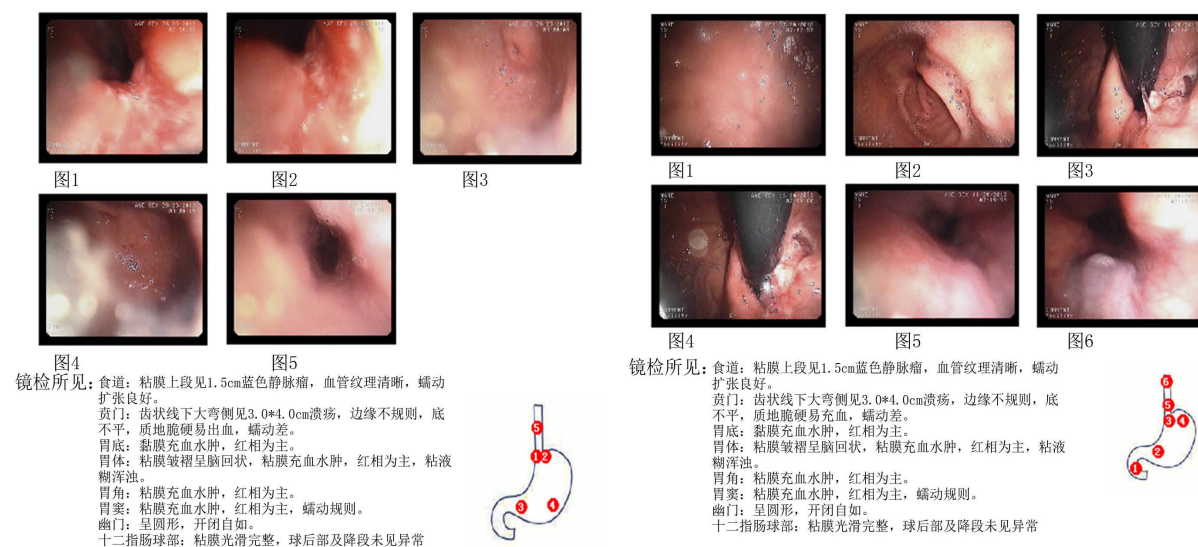 图1
图2
图3
图4
图5
镜检所见：食道：粘膜上段见1.5cm蓝色静脉瘤，血管纹理清晰，蠕动
扩张良好。
贲门：齿状线下大弯侧见3.0*4.0cm溃疡，边缘不规则，底
不平，质地脆硬易出血，蠕动差。
胃底：黏膜充血水肿，红相为主。
胃体：粘膜皱褶呈脑回状，粘膜充血水肿，红相为主，粘液
糊浑浊。
胃角：粘膜充血水肿，红相为主。
胃窦：粘膜充血水肿，红相为主，蠕动规则。
幽门：呈圆形，开闭自如。
十二指肠球部：粘膜光滑完整，球后部及降段未见异常
5
1 2
3 4
图1
图2
图3
图4
图5
图6
镜检所见：食道：粘膜上段见1.5cm蓝色静脉瘤，血管纹理清晰，蠕动
扩张良好。
贲门：齿状线下大弯侧见3.0*4.0cm溃疡，边缘不规则，底
不平，质地脆硬易充血，蠕动差。
胃底：黏膜充血水肿，红相为主。
胃体：粘膜皱褶呈脑回状，粘膜充血水肿，红相为主，粘液
糊浑浊。
胃角：粘膜充血水肿，红相为主。
胃窦：粘膜充血水肿，红相为主，蠕动规则。
幽门：呈圆形，开闭自如。
十二指肠球部：粘膜光滑完整，球后部及降段未见异常
6
5
3 4
2
1